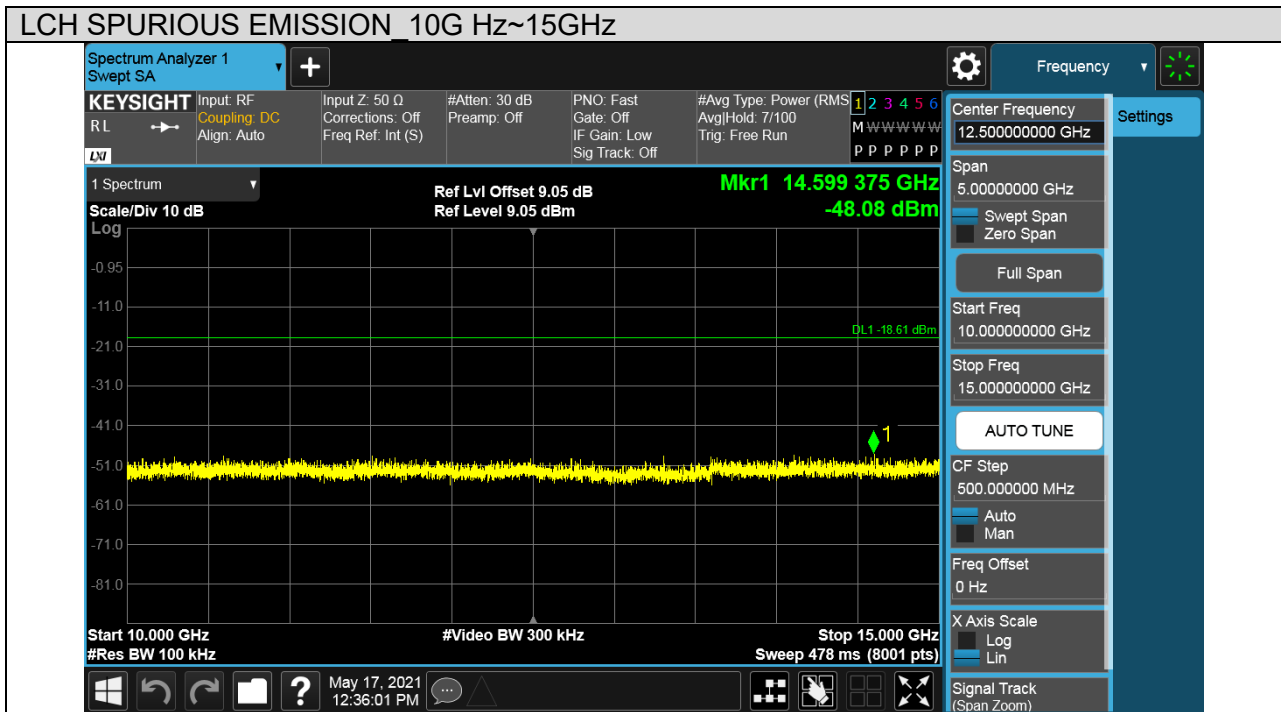 LCH SPURIOUS EMISSION_10G Hz~15GHz
Spectrum Analyzer 1
Swept SA
Frequency
KEYSIGHT
RL
LXI
Input: RF
Coupling: DC
Align: Auto
Input Z: 50 Ω
Corrections: Off
Freq Ref: Int (S)
#Atten: 30 dB
Preamp: Off
PNO: Fast
Gate: Off
IF Gain: Low
Sig Track: Off
#Avg Type: Power (RMS
Avg|Hold: 7/100
Trig: Free Run
1 2 3 4 5 6
M W W W W W
P P P P P P
1 Spectrum
Scale/Div 10 dB
Ref Lvl Offset 9.05 dB
Ref Level 9.05 dBm
Mkr1 14.599 375 GHz
-48.08 dBm
Log
-0.95
-11.0
DL1 -18.61 dBm
-21.0
-31.0
-41.0
1
-51.0
-61.0
-71.0
-81.0
Start 10.000 GHz
#Res BW 100 kHz
#Video BW 300 kHz
Stop 15.000 GHz
Sweep 478 ms (8001 pts)
Center Frequency
12.500000000 GHz
Settings
Span
5.00000000 GHz
Swept Span
Zero Span
Full Span
Start Freq
10.000000000 GHz
Stop Freq
15.000000000 GHz
AUTO TUNE
CF Step
500.000000 MHz
Auto
Man
Freq Offset
0 Hz
X Axis Scale
Log
Lin
Signal Track
(Span Zoom)
?
May 17, 2021
12:36:01 PM